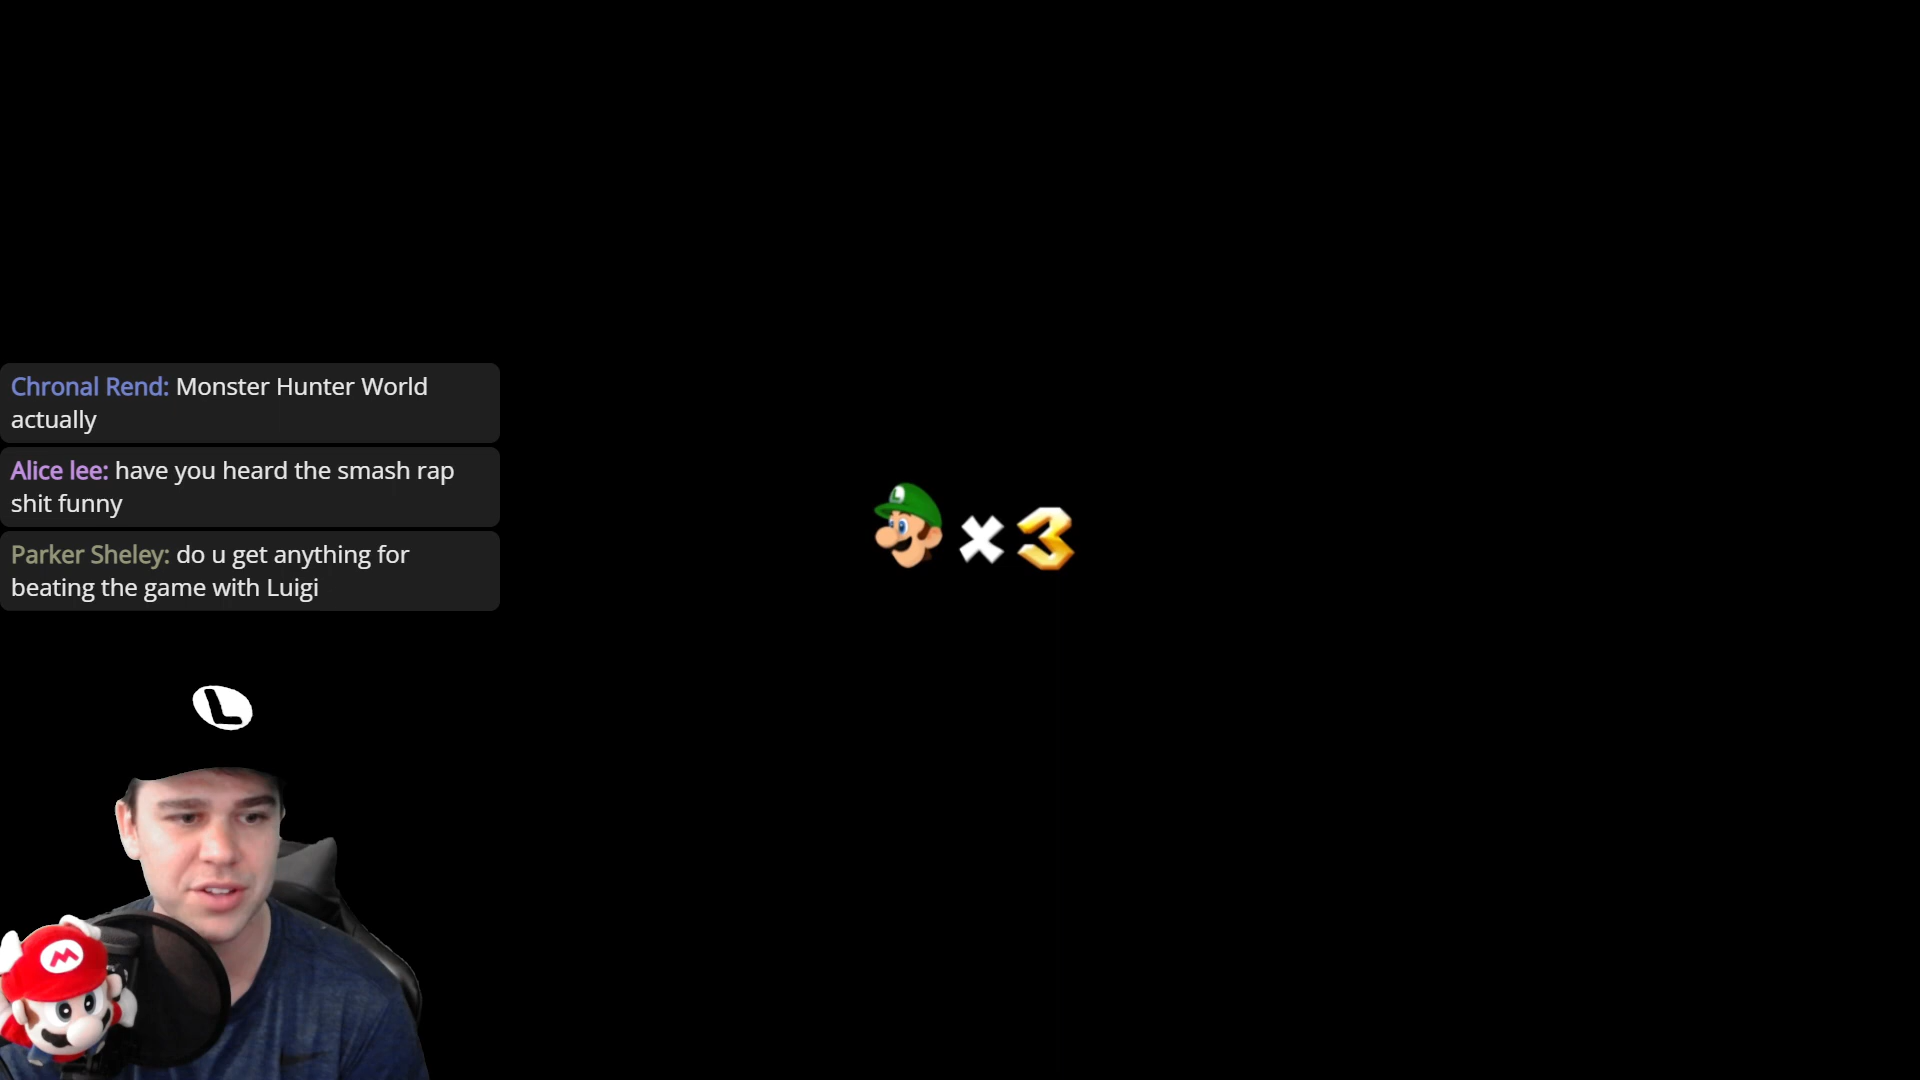 Chronal Rend: Monster Hunter World
actually
Alice lee: have you heard the smash rap
shit funny
Parker Sheley: do u get anything for
beating the game with Luigi
L
×3
L
M